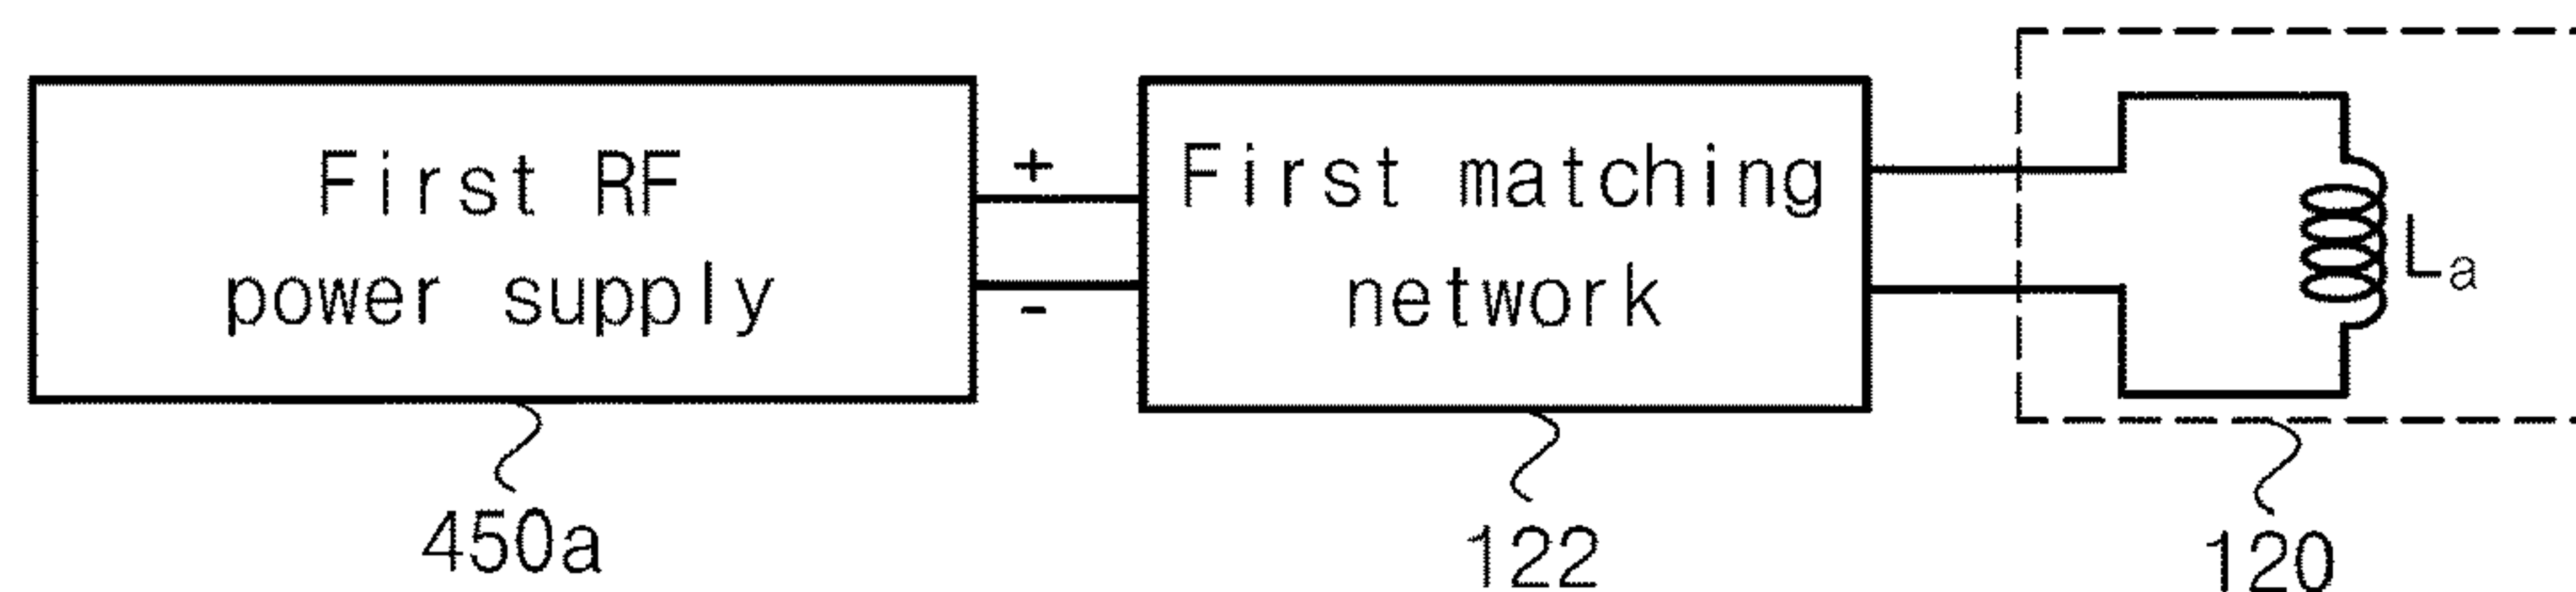 First RF
power supply
+
-
First matching
network
La
450a
122
120